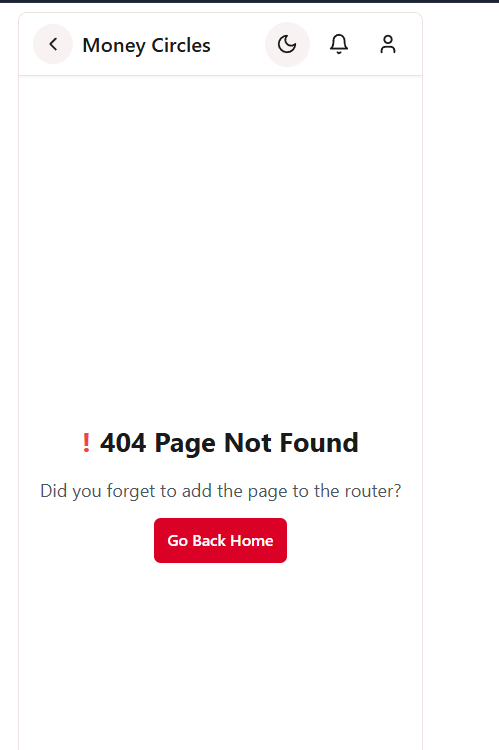 Money Circles
❗ 404 Page Not Found
Did you forget to add the page to the router?
Go Back Home